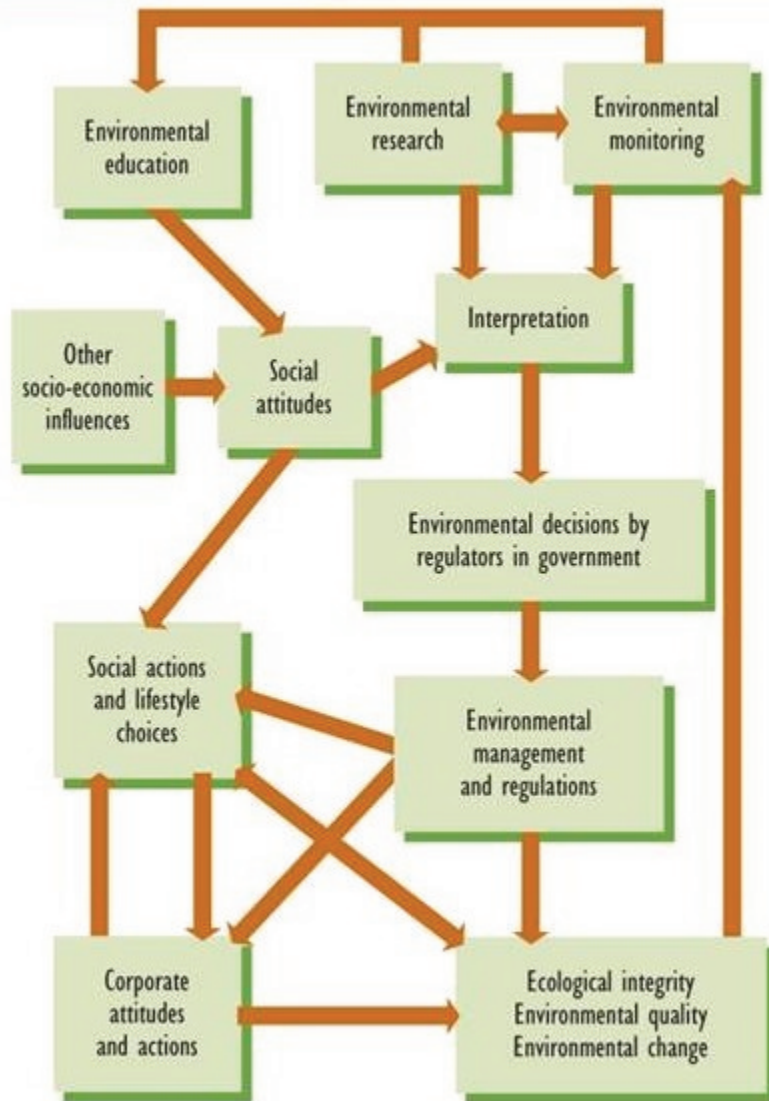 Environmental
education
Environmental
research
Environmental
monitoring
Other
socio-economic
influences
Social
attitudes
Interpretation
Environmental decisions by
regulators in government
Social actions
and lifestyle
choices
Environmental
management
and regulations
Corporate
attitudes
and actions
Ecological integrity
Environmental quality
Environmental change